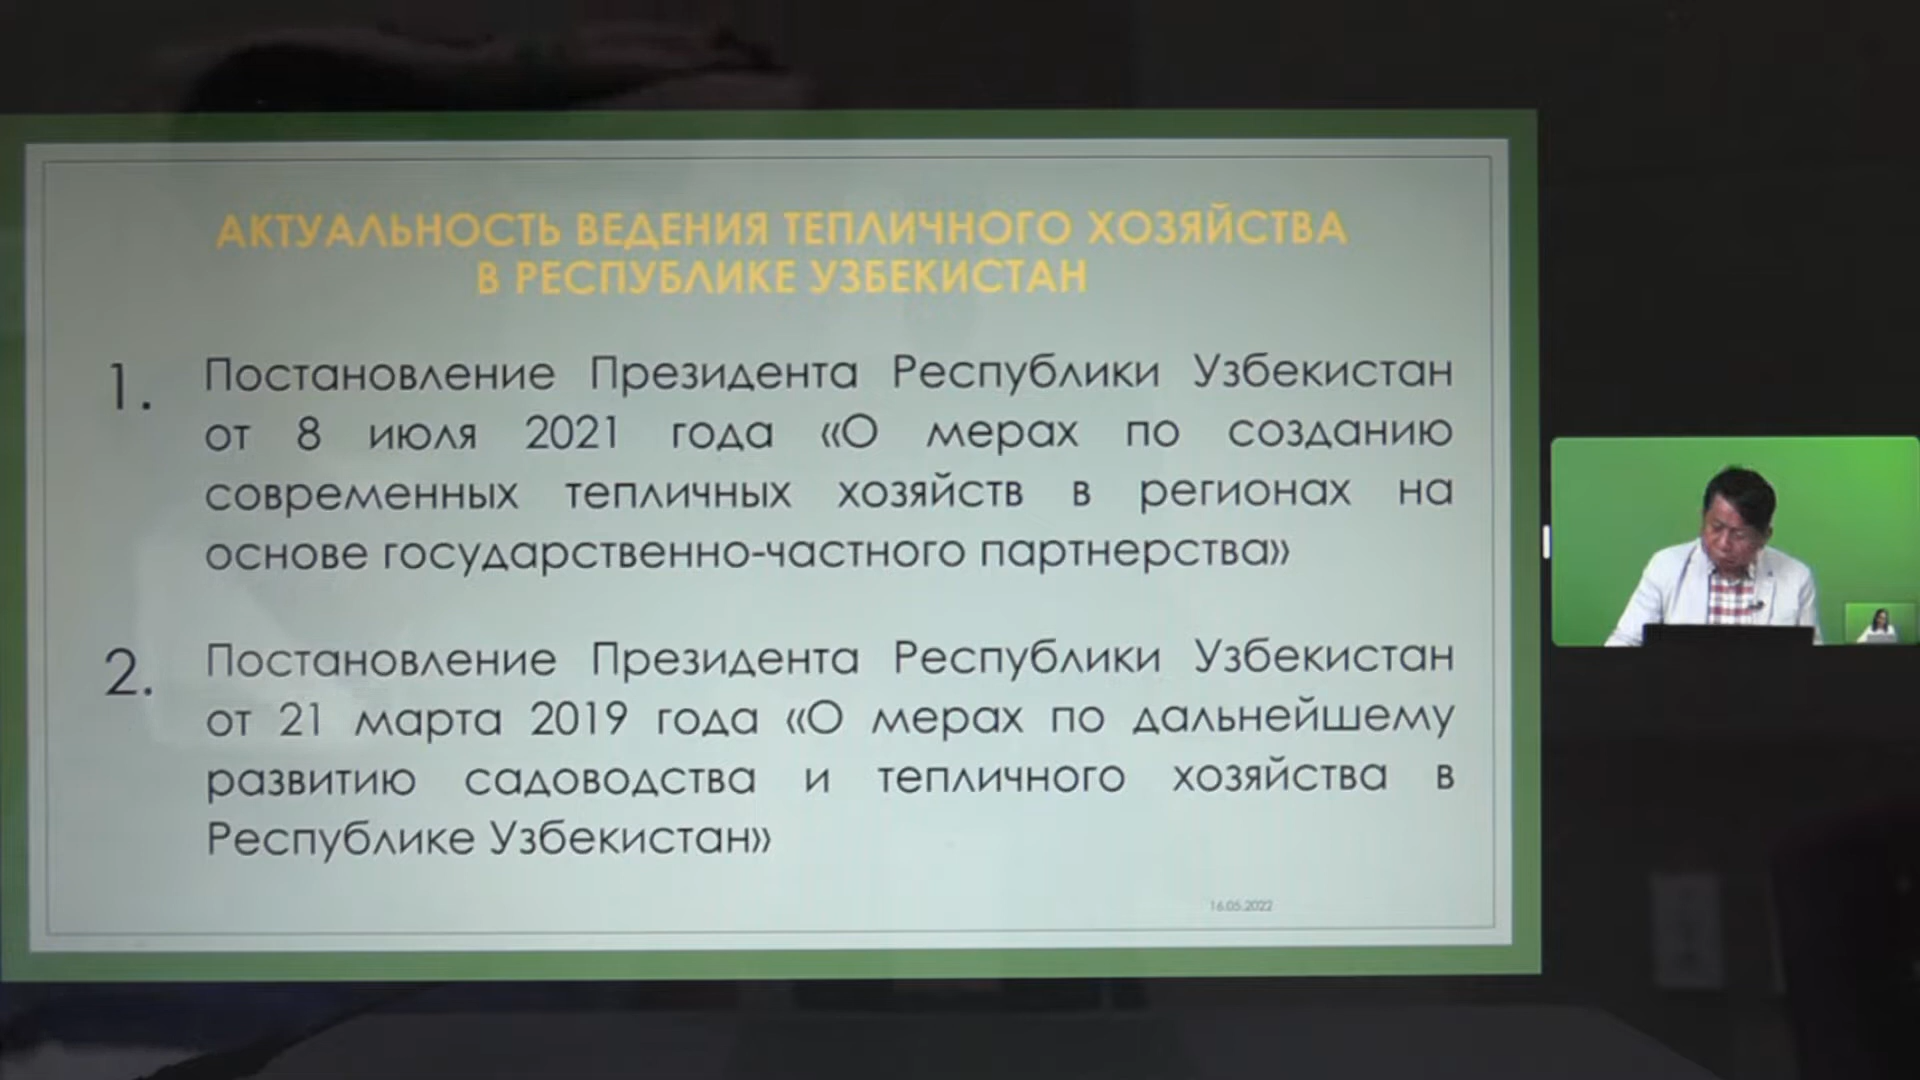 АКТУАЛЬНОСТЬ ВЕДЕНИЯ ТЕПЛИЧНОГО ХОЗЯЙСТВА
В РЕСПУБЛИКЕ УЗБЕКИСТАН
1. Постановление Президента Республики Узбекистан
от 8 июля 2021 года «О мерах по созданию
современных тепличных хозяйств в регионах на
основе государственно-частного партнерства»
2. Постановление Президента Республики Узбекистан
от 21 марта 2019 года «О мерах по дальнейшему
развитию садоводства и тепличного хозяйства в
Республике Узбекистан»
16.05.2022